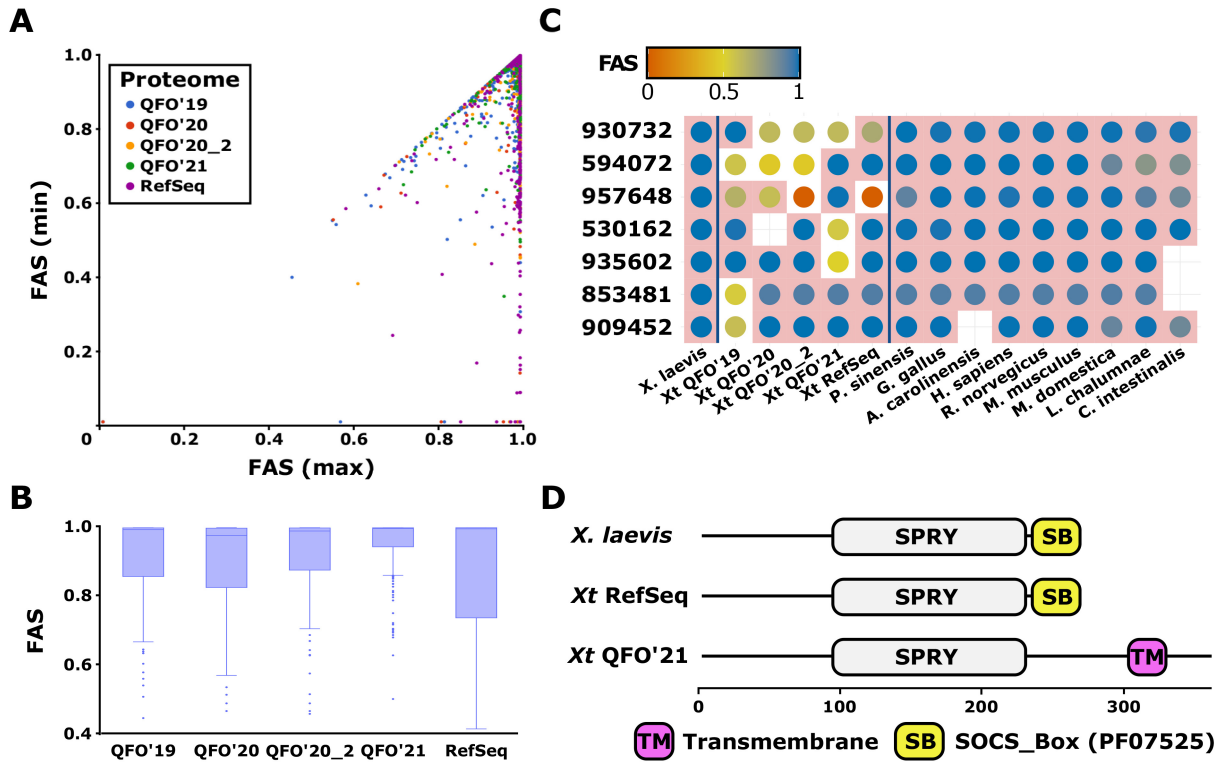 A
1.0
0.8
0.6
0.4
0.2
0
0.2
0.4
0.6
0.8
1.0
FAS (min)
FAS (max)
Proteome
QFO'19
QFO'20
QFO'20_2
QFO'21
RefSeq
B
1.0
0.8
0.6
0.4
FAS
QFO'19
QFO'20
QFO'20_2
QFO'21
RefSeq
C
FAS
0
0.5
1
930732
594072
957648
530162
935602
853481
909452
X. laevis
Xt QFO'19
Xt QFO'20
Xt QFO'20_2
Xt QFO'21
Xt RefSeq
P. sinensis
G. gallus
A. carolinensis
H. sapiens
R. norvegicus
M. musculus
M. domestica
L. chalumnae
C. intestinalis
D
X. laevis
SPRY
SB
Xt RefSeq
SPRY
SB
Xt QFO'21
SPRY
TM
0
100
200
300
TM Transmembrane
SB SOCS_Box (PF07525)